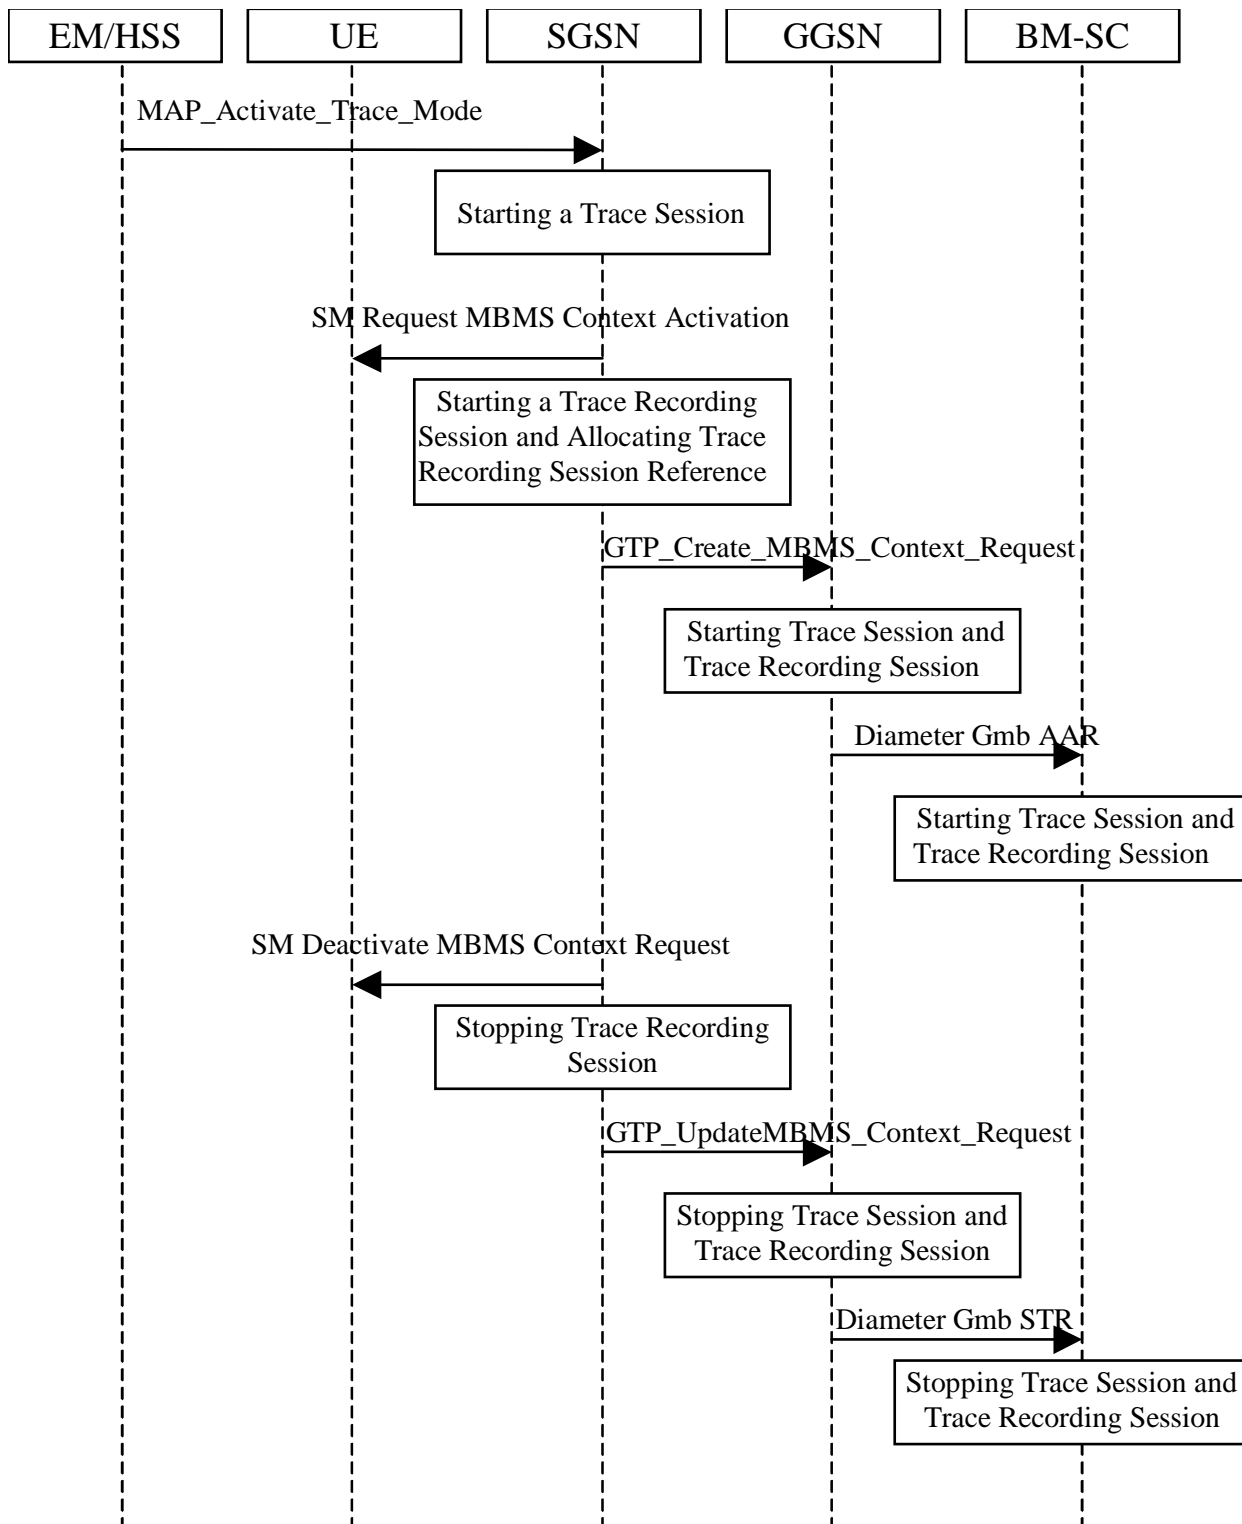 EM/HSS UE SGSN GGSN BM-SC
MAP_Activate_Trace_Mode
Starting a Trace Session
SM Request MBMS Context Activation
Starting a Trace Recording
Session and Allocating Trace
Recording Session Reference
GTP_Create_MBMS_Context_Request
Starting Trace Session and
Trace Recording Session
Diameter Gmb AAR
Starting Trace Session and
Trace Recording Session
SM Deactivate MBMS Context Request
Stopping Trace Recording
Session
GTP_UpdateMBMS_Context_Request
Stopping Trace Session and
Trace Recording Session
Diameter Gmb STR
Stopping Trace Session and
Trace Recording Session